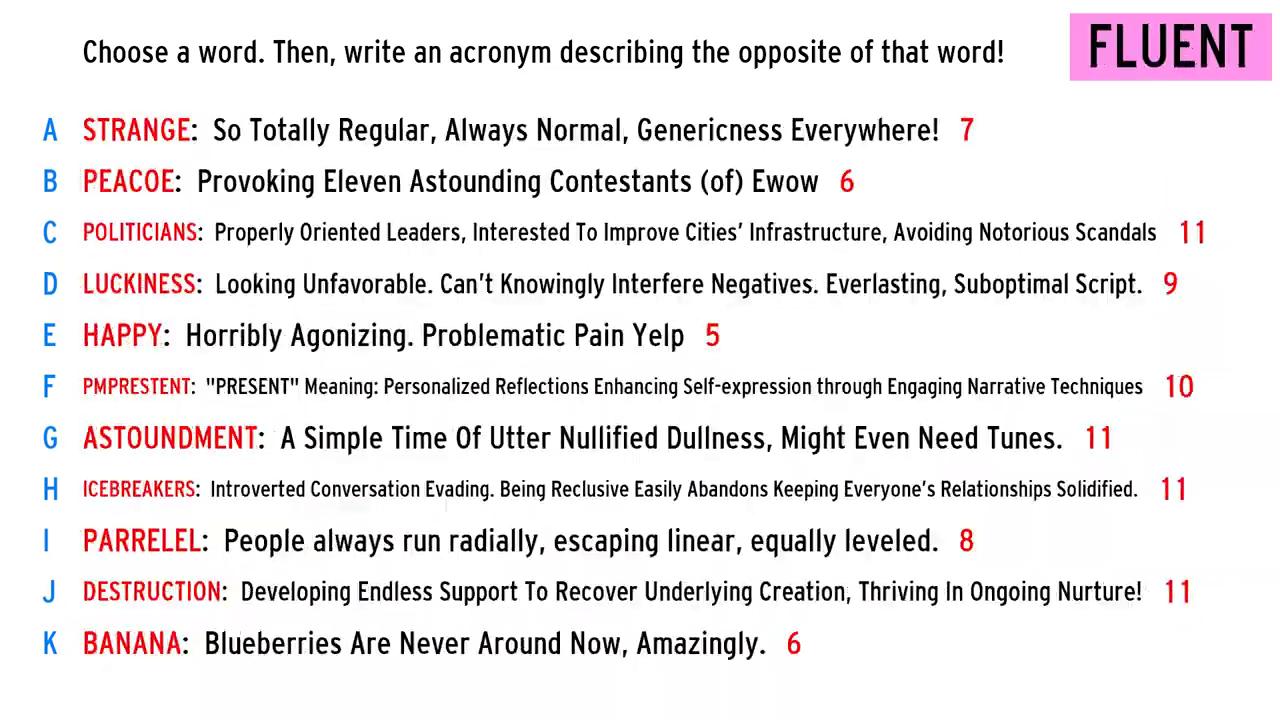 Choose a word. Then, write an acronym describing the opposite of that word!
FLUENT
A STRANGE: So Totally Regular, Always Normal, Genericness Everywhere! 7
B PEACOE: Provoking Eleven Astounding Contestants (of) Ewow 6
C POLITICIANS: Properly Oriented Leaders, Interested To Improve Cities' Infrastructure, Avoiding Notorious Scandals 11
D LUCKINESS: Looking Unfavorable. Can't Knowingly Interfere Negatives. Everlasting, Suboptimal Script. 9
E HAPPY: Horribly Agonizing. Problematic Pain Yelp 5
F PMPRESTENT: "PRESENT" Meaning: Personalized Reflections Enhancing Self-expression through Engaging Narrative Techniques 10
G ASTOUNDMENT: A Simple Time Of Utter Nullified Dullness, Might Even Need Tunes. 11
H ICEBREAKERS: Introverted Conversation Evading. Being Reclusive Easily Abandons Keeping Everyone's Relationships Solidified. 11
I PARRELEL: People always run radially, escaping linear, equally leveled. 8
J DESTRUCTION: Developing Endless Support To Recover Underlying Creation, Thriving In Ongoing Nurture! 11
K BANANA: Blueberries Are Never Around Now, Amazingly. 6